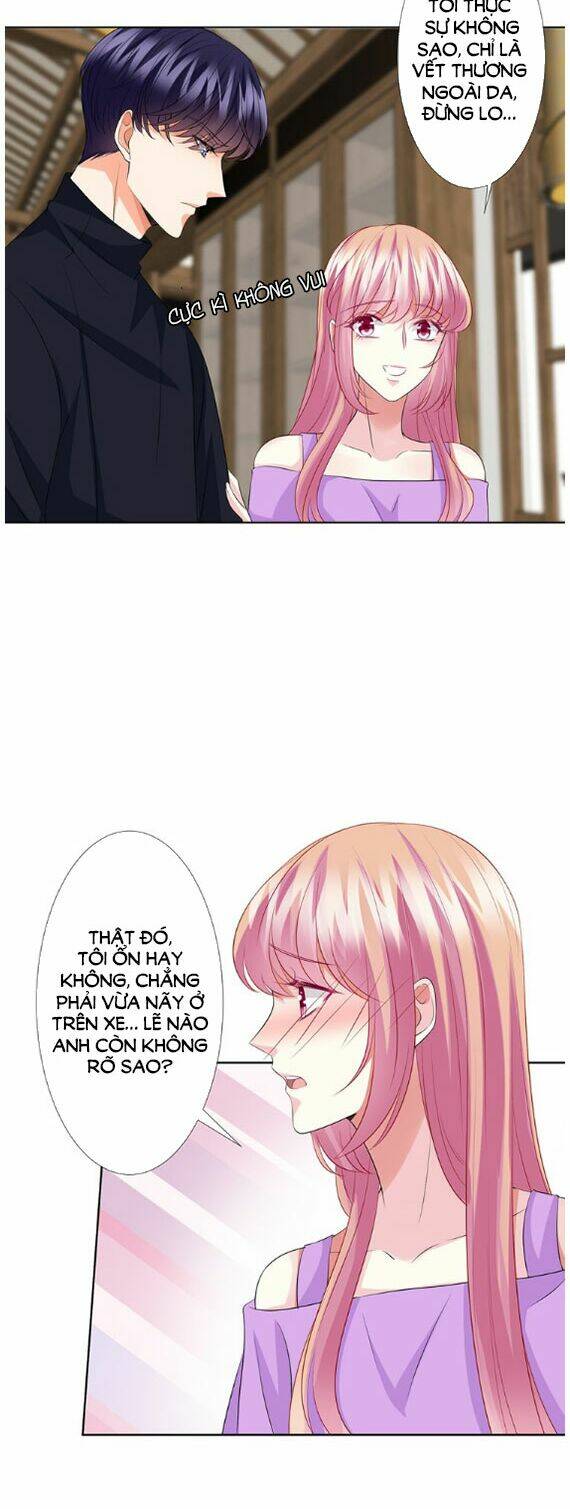 TÔI THỰC
SỰ KHÔNG
SAO, CHỈ LÀ
VẾT THƯƠNG
NGOÀI DA,
ĐỪNG LO...
CỰC KÌ KHÔNG VUI
THẬT ĐÓ,
TÔI ỔN HAY
KHÔNG, CHẲNG
PHẢI VỪA NÃY Ở
TRÊN XE... LẼ NÀO
ANH CÒN KHÔNG
RÕ SAO?